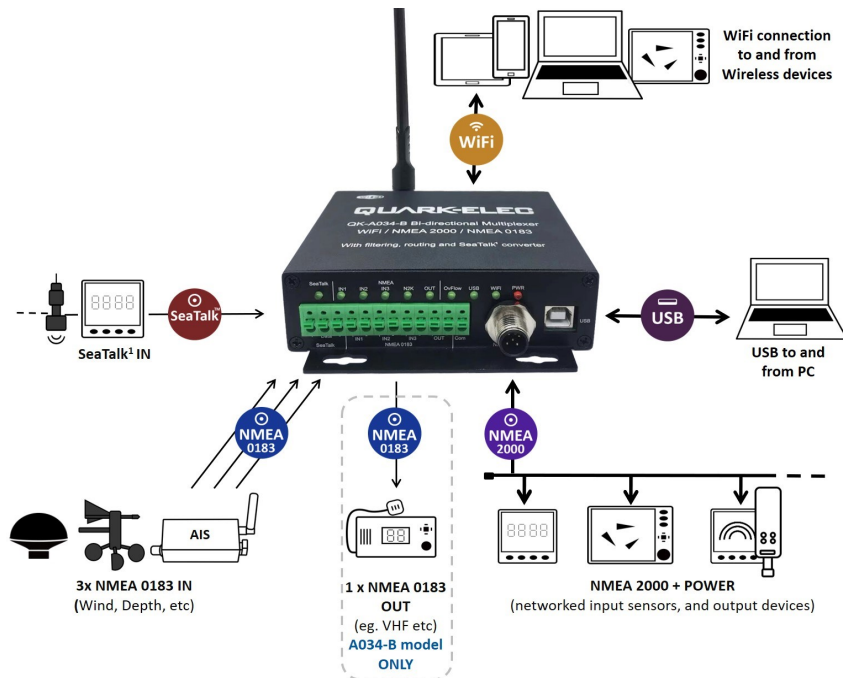 WiFi connection
to and from
Wireless devices
WiFi
QUARK-ELEC
QK-A034-B Bi-directional Multiplexer
WiFi / NMEA 2000 / NMEA 0183
With filtering, routing and SeaTalk¹ converter
NMEA
SeaTalk IN1 IN2 IN3 N2K OUT OvFlow USB WiFi PWR
USB
SeaTalk IN1 IN2 IN3 OUT Com
NMEA 0183
SeaTalk™
SeaTalk¹ IN
USB
USB to and
from PC
NMEA
0183
NMEA
0183
NMEA
2000
AIS
3x NMEA 0183 IN
(Wind, Depth, etc)
1 x NMEA 0183
OUT
(eg. VHF etc)
A034-B model
ONLY
NMEA 2000 + POWER
(networked input sensors, and output devices)